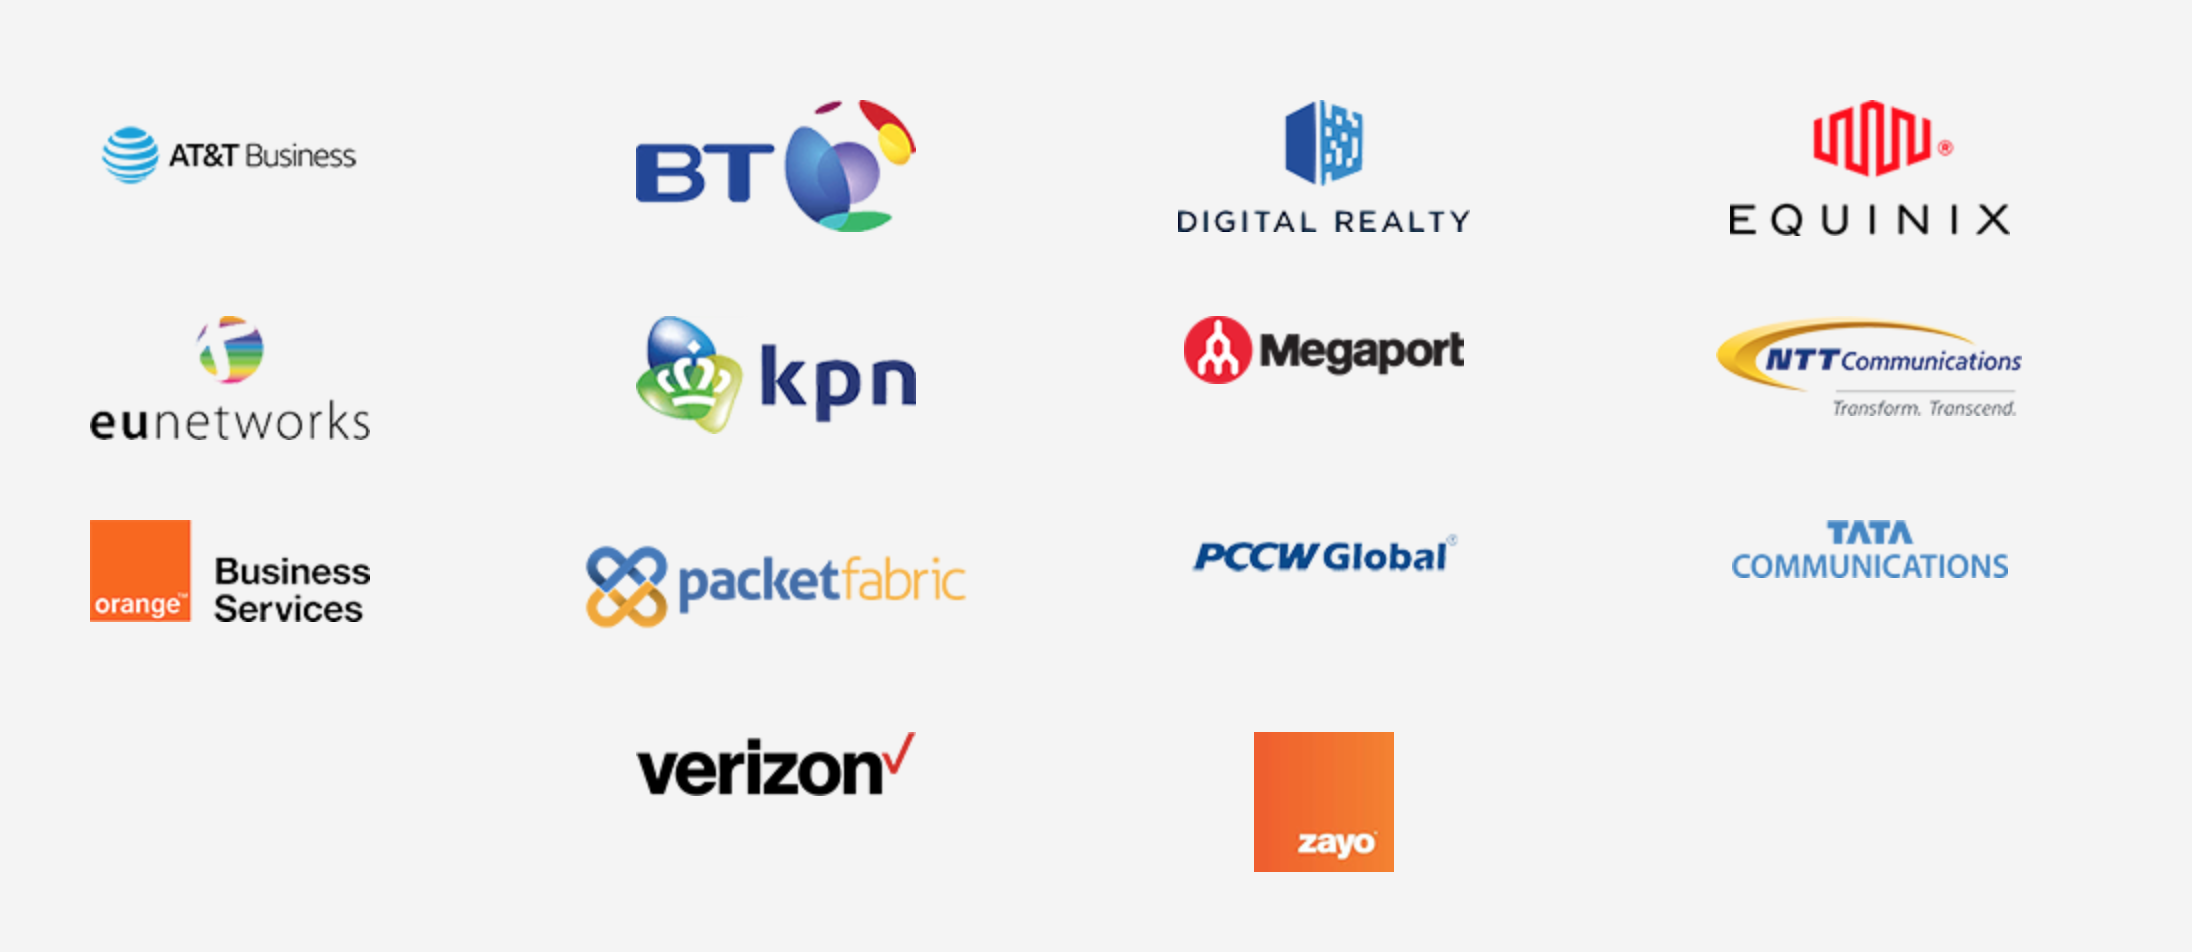 AT&T Business
BT
DIGITAL REALTY
®
EQUINIX
eunetworks
kpn
Megaport
NTT Communications
Transform. Transcend.
orange™
Business
Services
packetfabric
PCCW Global®
TATA
COMMUNICATIONS
verizon
zayo